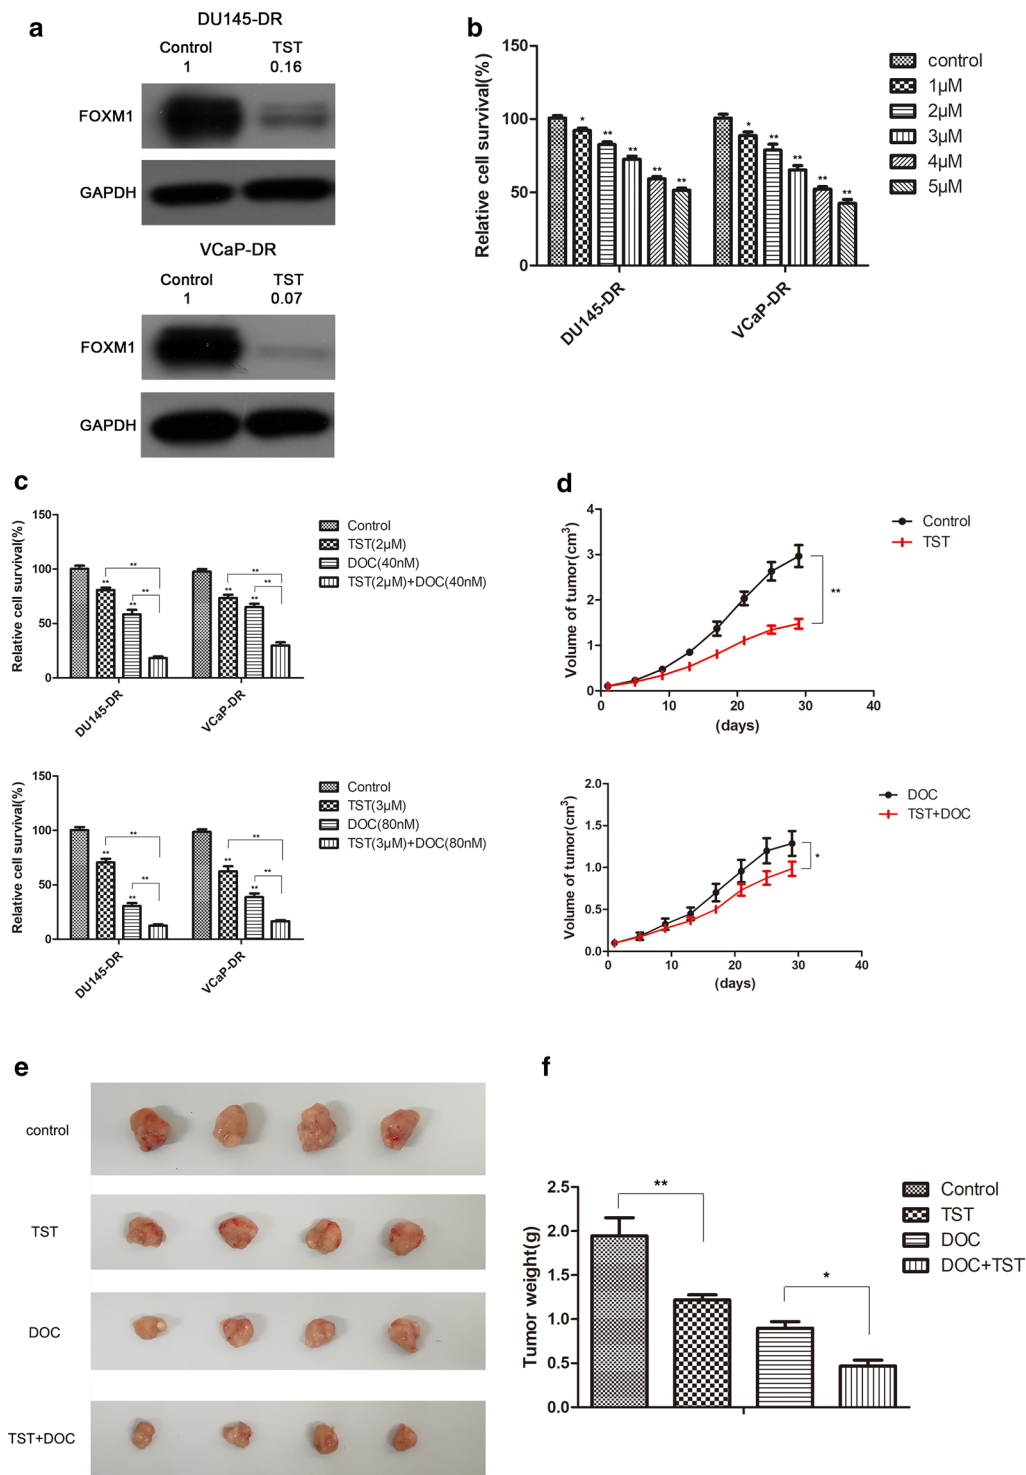 a
DU145-DR
Control TST
1 0.16
FOXM1
GAPDH
VCaP-DR
Control TST
1 0.07
FOXM1
GAPDH
b
Relative cell survival(%)
150
100
50
0
* ** ** ** **
* ** ** ** **
DU145-DR
VCaP-DR
control
1µM
2µM
3µM
4µM
5µM
c
Relative cell survival(%)
150
100
50
0
** ** ** **
** ** ** **
DU145-DR
VCaP-DR
Control
TST(2µM)
DOC(40nM)
TST(2µM)+DOC(40nM)
Relative cell survival(%)
150
100
50
0
** ** ** **
** ** ** **
DU145-DR
VCaP-DR
Control
TST(3µM)
DOC(80nM)
TST(3µM)+DOC(80nM)
d
Volume of tumor(cm³)
4
3
2
1
0
0 10 20 30 40
(days)
Control
TST
**
Volume of tumor(cm³)
2.0
1.5
1.0
0.5
0.0
0 10 20 30 40
(days)
DOC
TST+DOC
*
e
control
TST
DOC
TST+DOC
f
Tumor weight(g)
2.5
2.0
1.5
1.0
0.5
0.0
**
*
Control
TST
DOC
DOC+TST